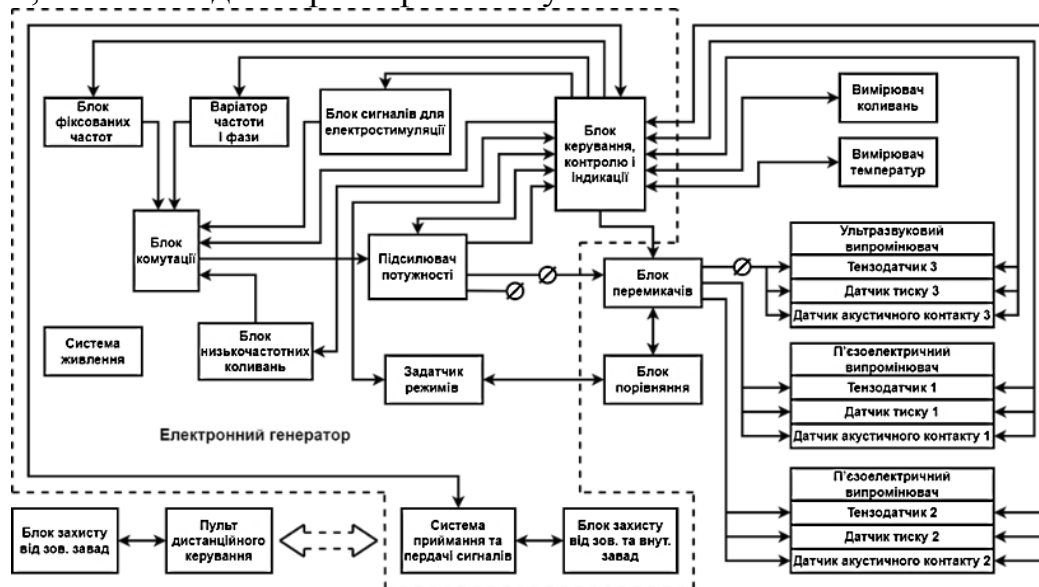 Блок
фіксованих
частот
Варіатор
частоти
і фази
Блок сигналів для
електростимуляції
Блок
керування,
контролю і
індикації
Вимірювач
коливань
Вимірювач
температур
Блок
комутації
Підсилювач
потужності
Блок
перемикачів
Ультразвуковий
випромінювач
Тензодатчик 3
Датчик тиску 3
Датчик акустичного контакту 3
Система
живлення
Блок
низькочастотних
коливань
Задатчик
режимів
Блок
порівняння
П'єзоелектричний
випромінювач
Тензодатчик 1
Датчик тиску 1
Датчик акустичного контакту 1
Електронний генератор
П'єзоелектричний
випромінювач
Тензодатчик 2
Датчик тиску 2
Датчик акустичного контакту 2
Блок захисту
від зов. завад
Пульт
дистанційного
керування
Система
приймання та
пердачі сигналів
Блок захисту
від зов. та внут.
завад